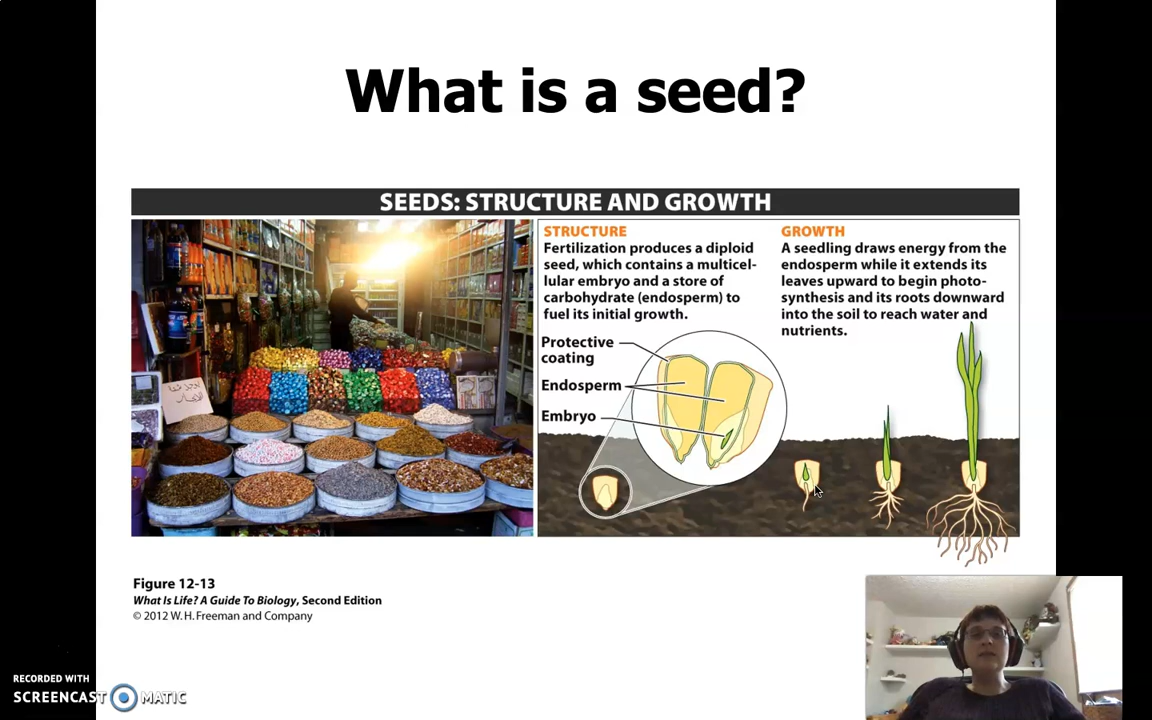 What is a seed?
SEEDS: STRUCTURE AND GROWTH
STRUCTURE
Fertilization produces a diploid
seed, which contains a multicel-
lular embryo and a store of
carbohydrate (endosperm) to
fuel its initial growth.
GROWTH
A seedling draws energy from the
endosperm while it extends its
leaves upward to begin photo-
synthesis and its roots downward
into the soil to reach water and
nutrients.
Protective
coating
Endosperm
Embryo
Figure 12-13
What Is Life? A Guide To Biology, Second Edition
© 2012 W. H. Freeman and Company
RECORDED WITH
SCREENCAST MATIC